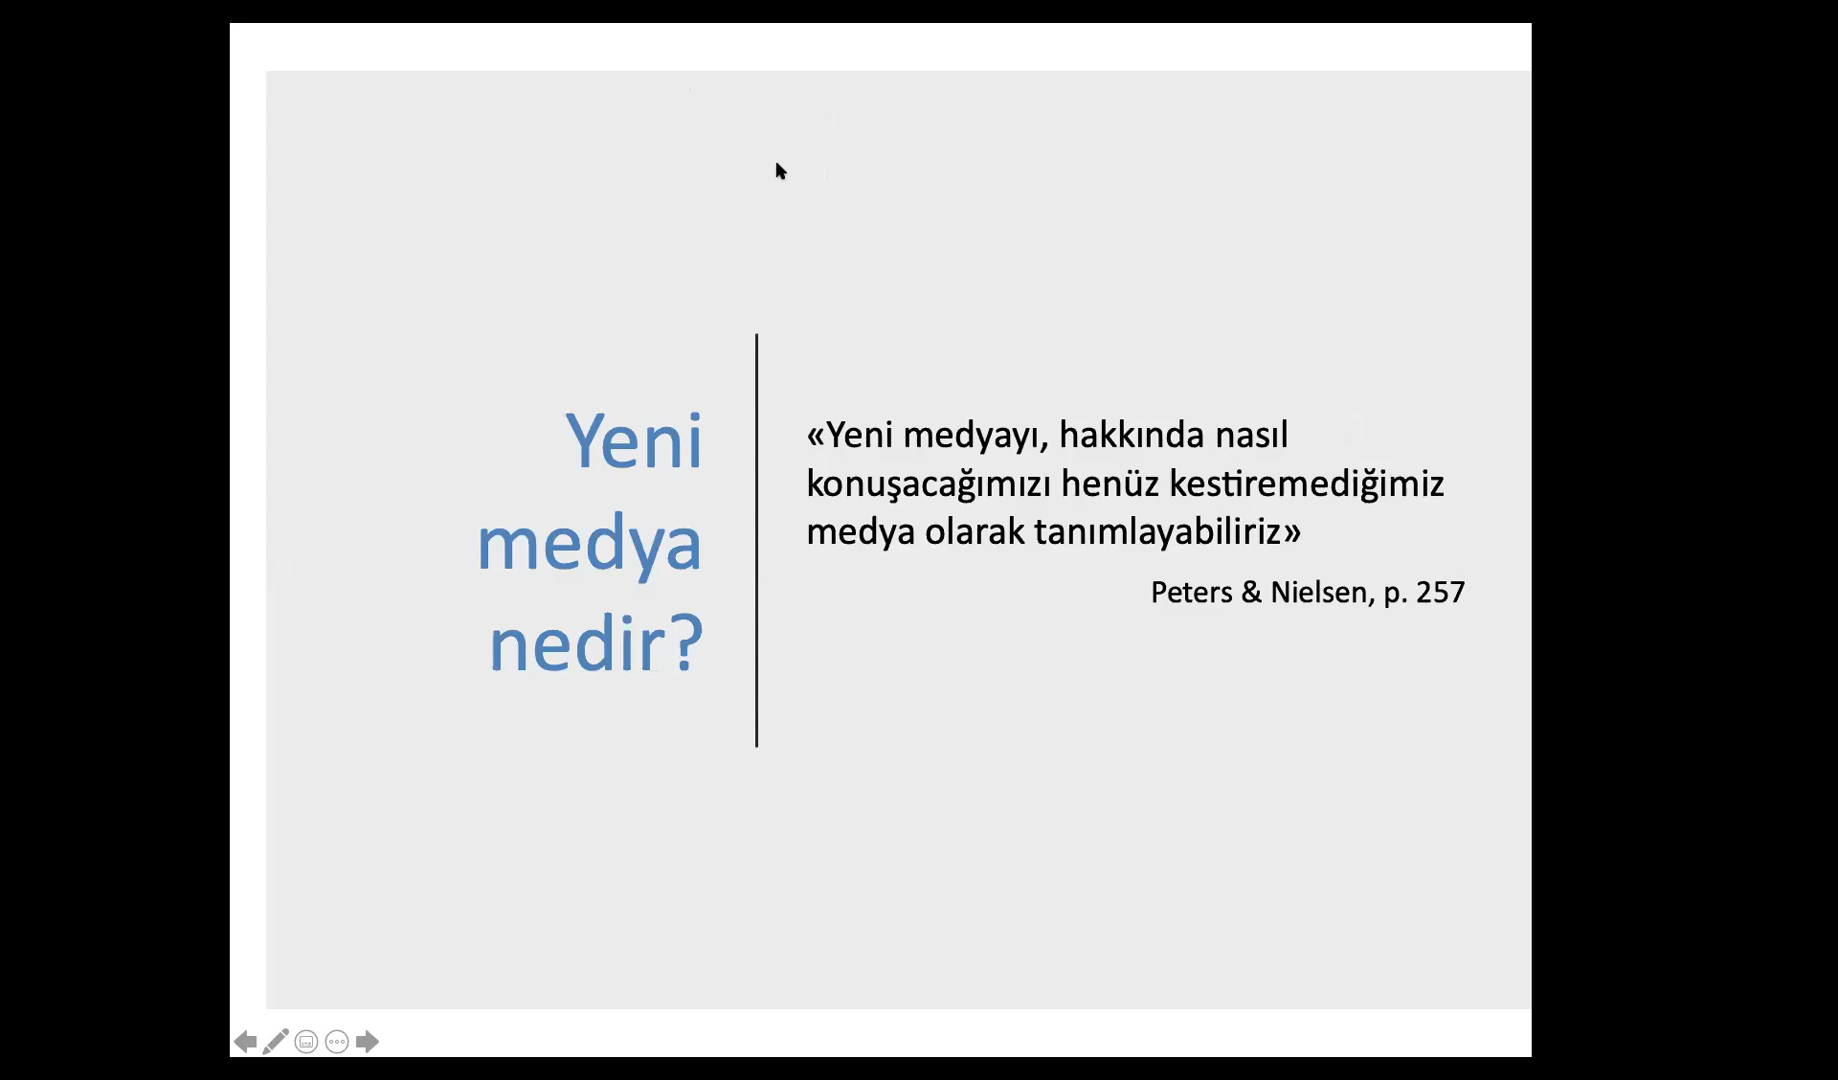 Yeni
medya
nedir?
«Yeni medyayı, hakkında nasıl
konuşacağımızı henüz kestiremediğimiz
medya olarak tanımlayabiliriz»
Peters & Nielsen, p. 257